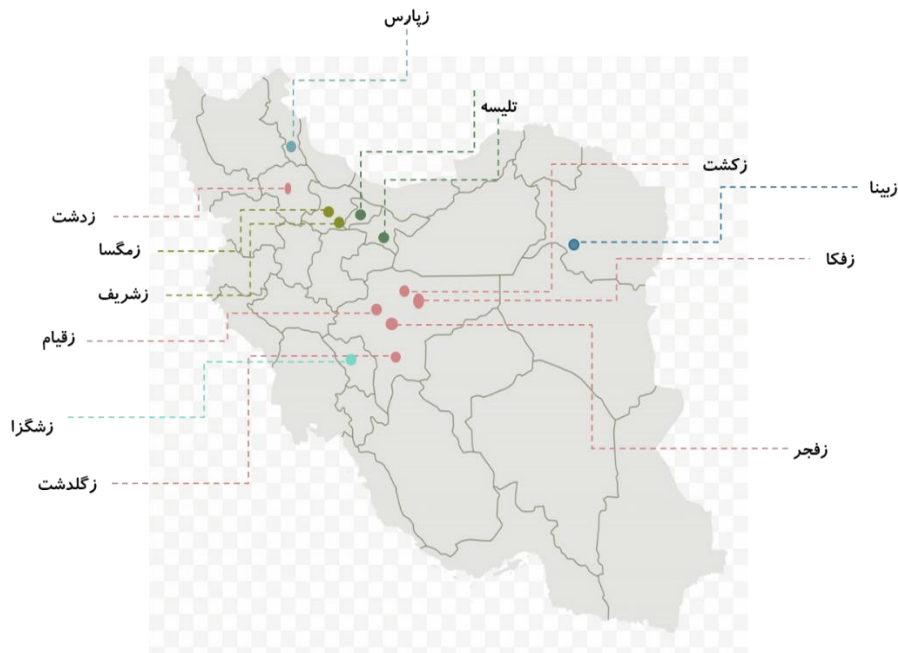 زپارس
تلیسه
زکشت
زبینا
زدشت
زمگسا
زفکا
زشریف
زقیام
زشگزا
زفجر
زگلدشت